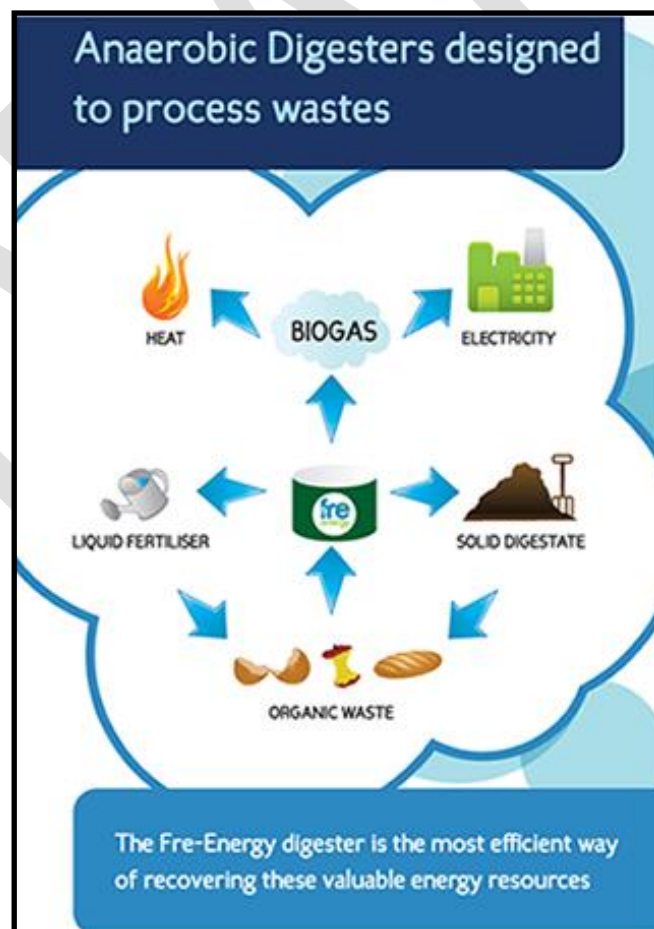 Anaerobic Digesters designed
to process wastes
HEAT
BIOGAS
ELECTRICITY
LIQUID FERTILISER
fre
energy
SOLID DIGESTATE
ORGANIC WASTE
The Fre-Energy digester is the most efficient way
of recovering these valuable energy resources